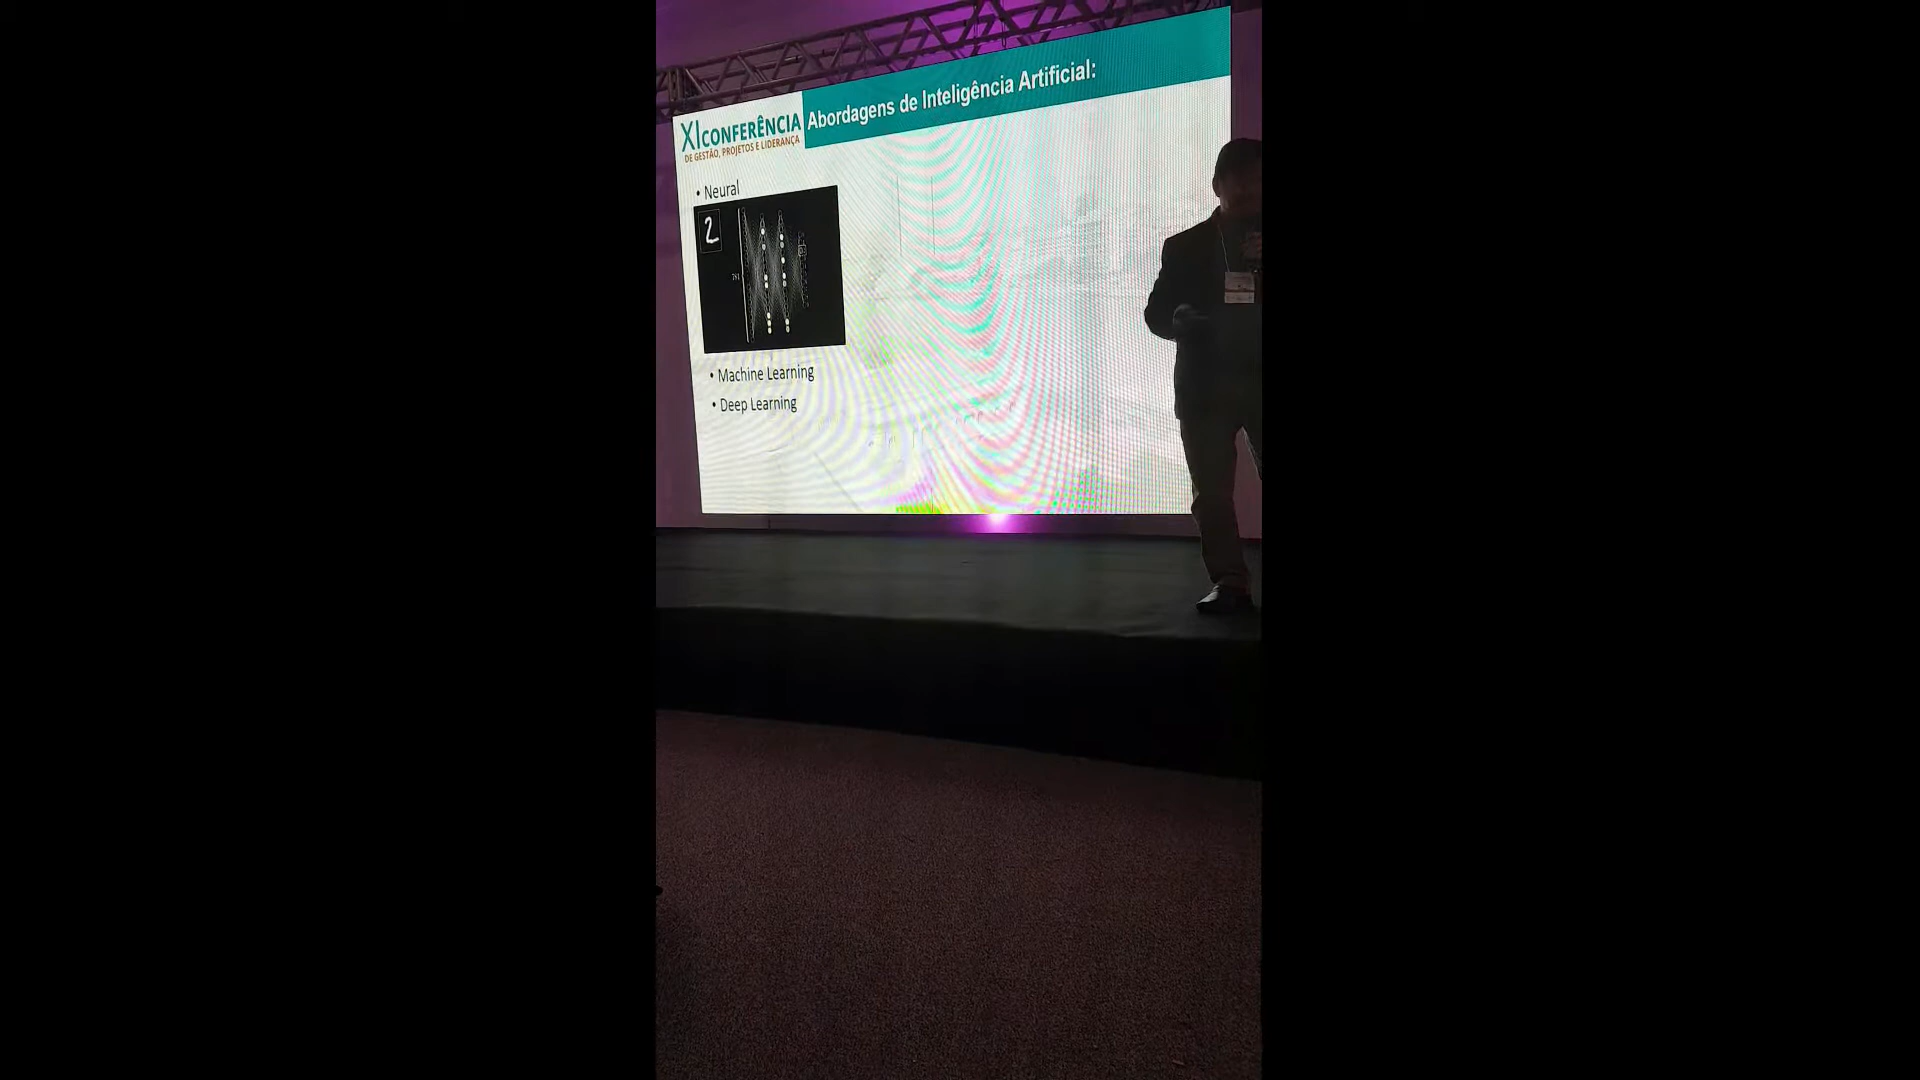 XI CONFERÊNCIA
DE GESTÃO, PROJETOS E LIDERANÇA
Abordagens de Inteligência Artificial:
• Neural
2
• Machine Learning
• Deep Learning